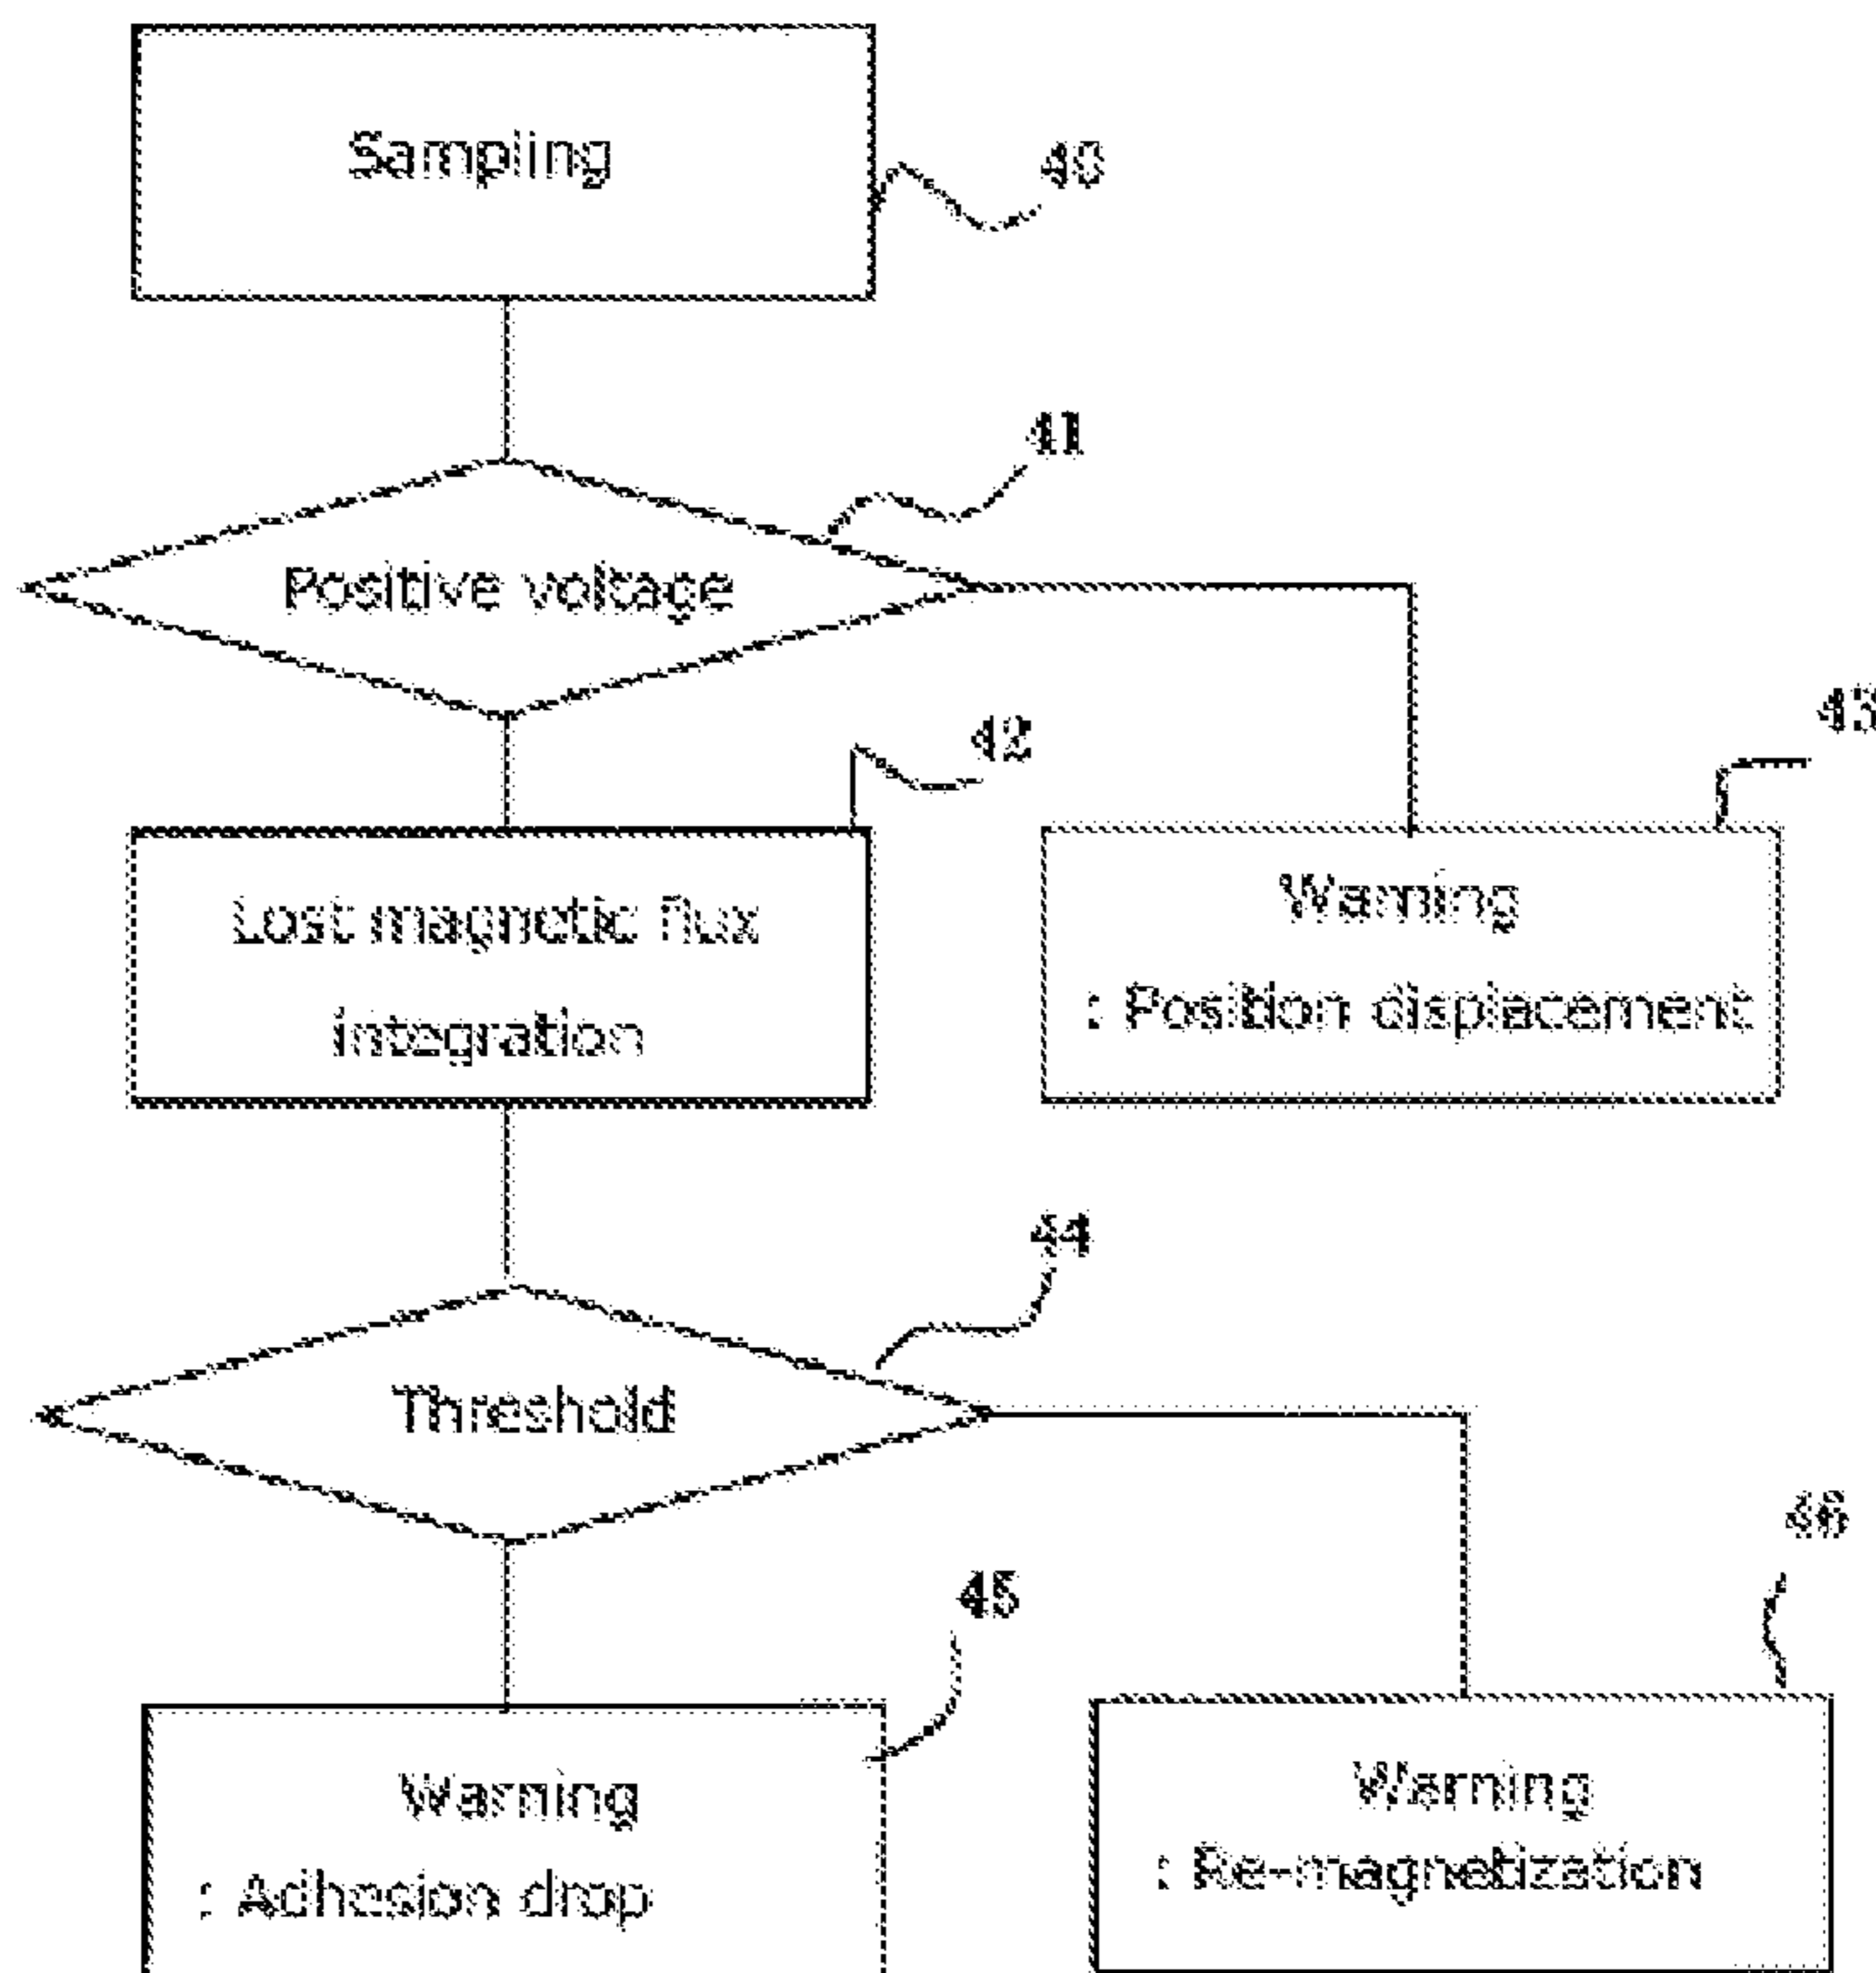 Sampling
40
41
Positive voltage
42
43
Lost magnetic flux
integration
Warning
: Position displacement
44
Threshold
45
46
Warning
: Adhesion drop
Warning
: Re-magnetization